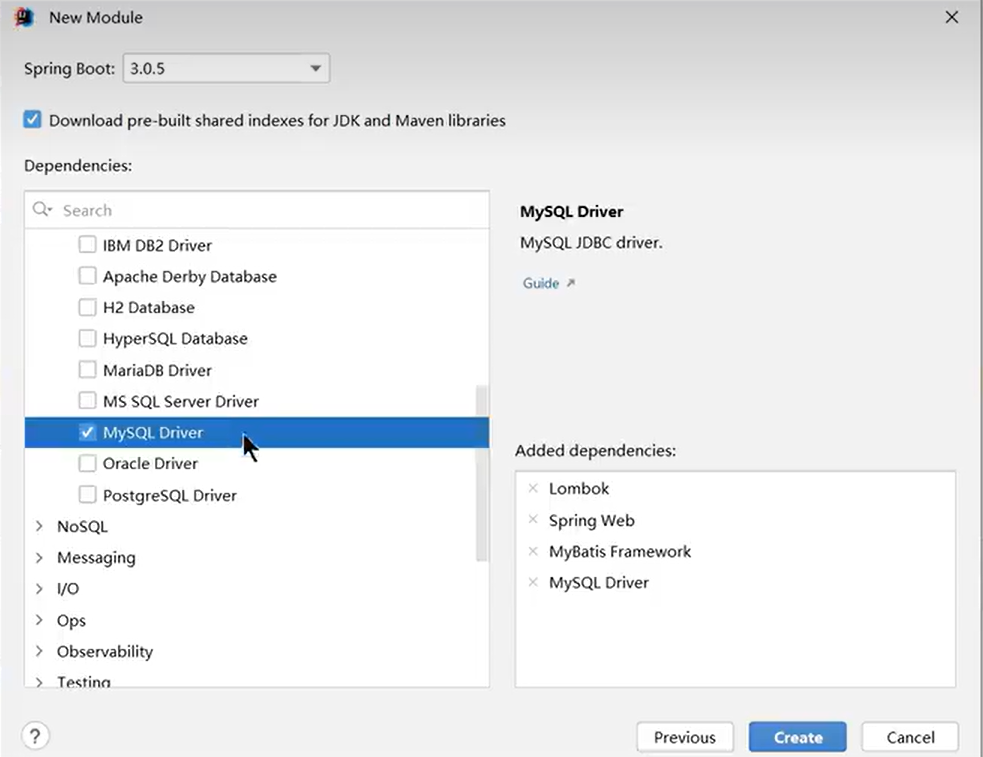 New Module
Spring Boot: 3.0.5
Download pre-built shared indexes for JDK and Maven libraries
Dependencies:
Search
IBM DB2 Driver
Apache Derby Database
H2 Database
HyperSQL Database
MariaDB Driver
MS SQL Server Driver
MySQL Driver
Oracle Driver
PostgreSQL Driver
NoSQL
Messaging
I/O
Ops
Observability
Testing
MySQL Driver
MySQL JDBC driver.
Guide ↗
Added dependencies:
× Lombok
× Spring Web
× MyBatis Framework
× MySQL Driver
?
Previous
Create
Cancel